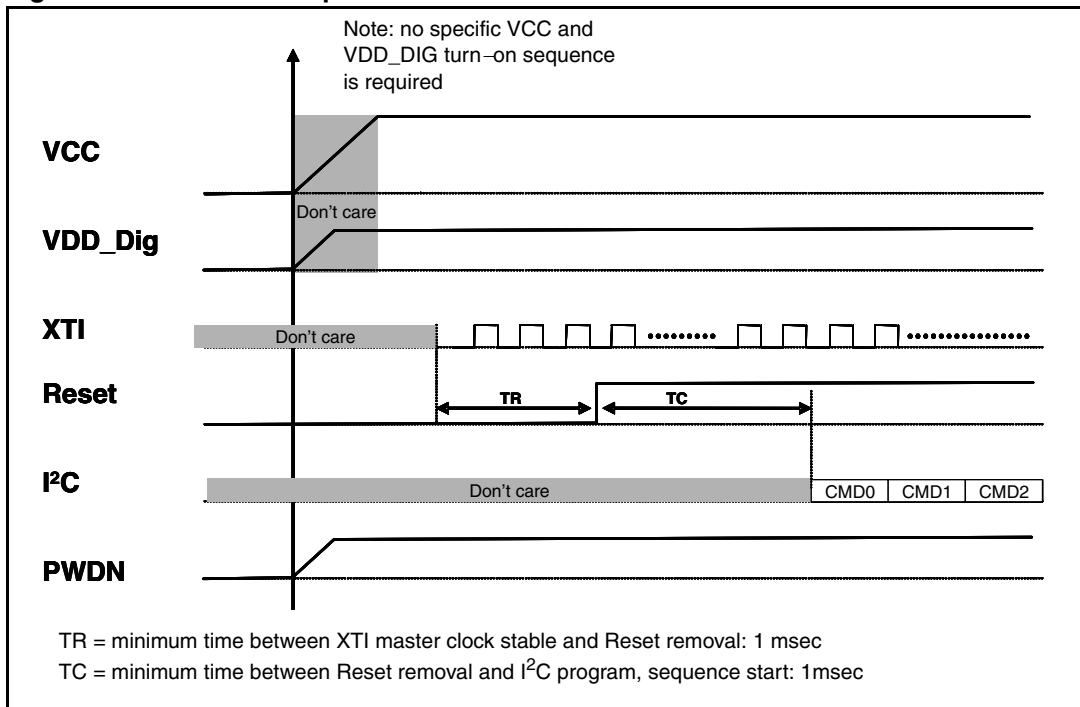 Note: no specific VCC and
VDD_DIG turn–on sequence
is required
VCC
Don't care
VDD_Dig
XTI
Don't care
Reset
TR
TC
I²C
Don't care
CMD0 CMD1 CMD2
PWDN
TR = minimum time between XTI master clock stable and Reset removal: 1 msec
TC = minimum time between Reset removal and I²C program, sequence start: 1msec